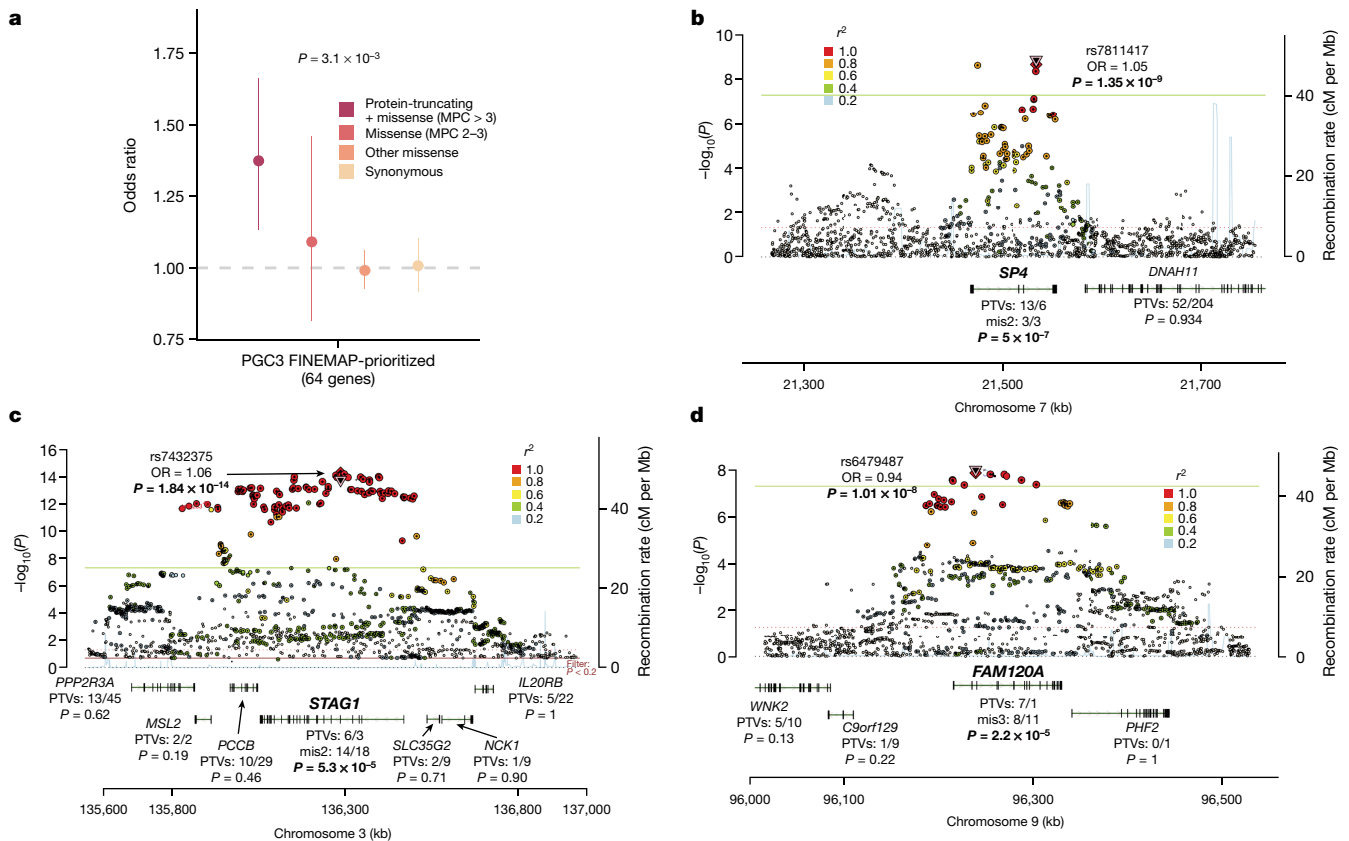 a
1.75
1.50
1.25
1.00
0.75
Odds ratio
P = 3.1 × 10⁻³
Protein-truncating
+ missense (MPC > 3)
Missense (MPC 2–3)
Other missense
Synonymous
PGC3 FINEMAP-prioritized
(64 genes)
b
10
8
6
4
2
0
–log₁₀(P)
r²
1.0
0.8
0.6
0.4
0.2
rs7811417
OR = 1.05
P = 1.35 × 10⁻⁹
40
20
0
Recombination rate (cM per Mb)
SP4
PTVs: 13/6
mis2: 3/3
P = 5 × 10⁻⁷
DNAH11
PTVs: 52/204
P = 0.934
21,300
21,500
21,700
Chromosome 7 (kb)
c
16
14
12
10
8
6
4
2
0
–log₁₀(P)
rs7432375
OR = 1.06
P = 1.84 × 10⁻¹⁴
r²
1.0
0.8
0.6
0.4
0.2
40
20
0
Recombination rate (cM per Mb)
Filter:
P < 0.2
PPP2R3A
PTVs: 13/45
P = 0.62
MSL2
PTVs: 2/2
P = 0.19
PCCB
PTVs: 10/29
P = 0.46
STAG1
PTVs: 6/3
mis2: 14/18
P = 5.3 × 10⁻⁵
SLC35G2
PTVs: 2/9
P = 0.71
NCK1
PTVs: 1/9
P = 0.90
IL20RB
PTVs: 5/22
P = 1
135,600
135,800
136,300
136,800
137,000
Chromosome 3 (kb)
d
8
6
4
2
0
–log₁₀(P)
rs6479487
OR = 0.94
P = 1.01 × 10⁻⁸
r²
1.0
0.8
0.6
0.4
0.2
40
20
0
Recombination rate (cM per Mb)
WNK2
PTVs: 5/10
P = 0.13
C9orf129
PTVs: 1/9
P = 0.22
FAM120A
PTVs: 7/1
mis3: 8/11
P = 2.2 × 10⁻⁵
PHF2
PTVs: 0/1
P = 1
96,000
96,100
96,300
96,500
Chromosome 9 (kb)